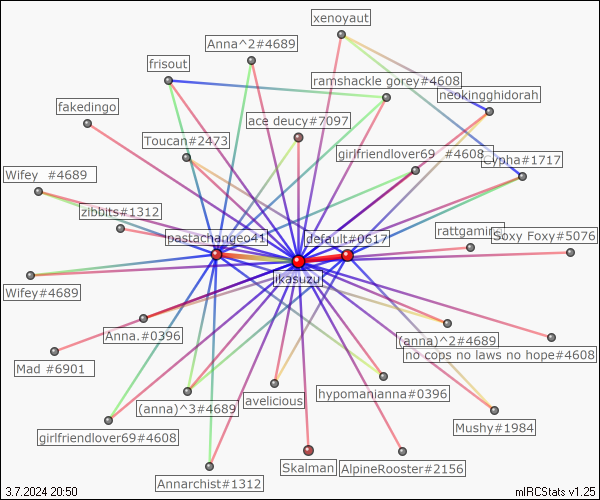 xenoyaut
Anna^2#4689
frisout
ramshackle gorey#4608
neokingghidorah
fakedingo
ace deucy#7097
Toucan#2473
girlfriendlover69 #4608
Cypha#1717
Wifey #4689
zibbits#1312
pastachangeo41
default#0617
rattgaming
Soxy Foxy#5076
ikasuzu
Wifey#4689
Anna.#0396
(anna)^2#4689
no cops no laws no hope#4608
Mad #6901
hypomanianna#0396
avelicious
(anna)^3#4689
Mushy#1984
girlfriendlover69#4608
Skalman
AlpineRooster#2156
Annarchist#1312
3.7.2024 20:50
mIRCStats v1.25